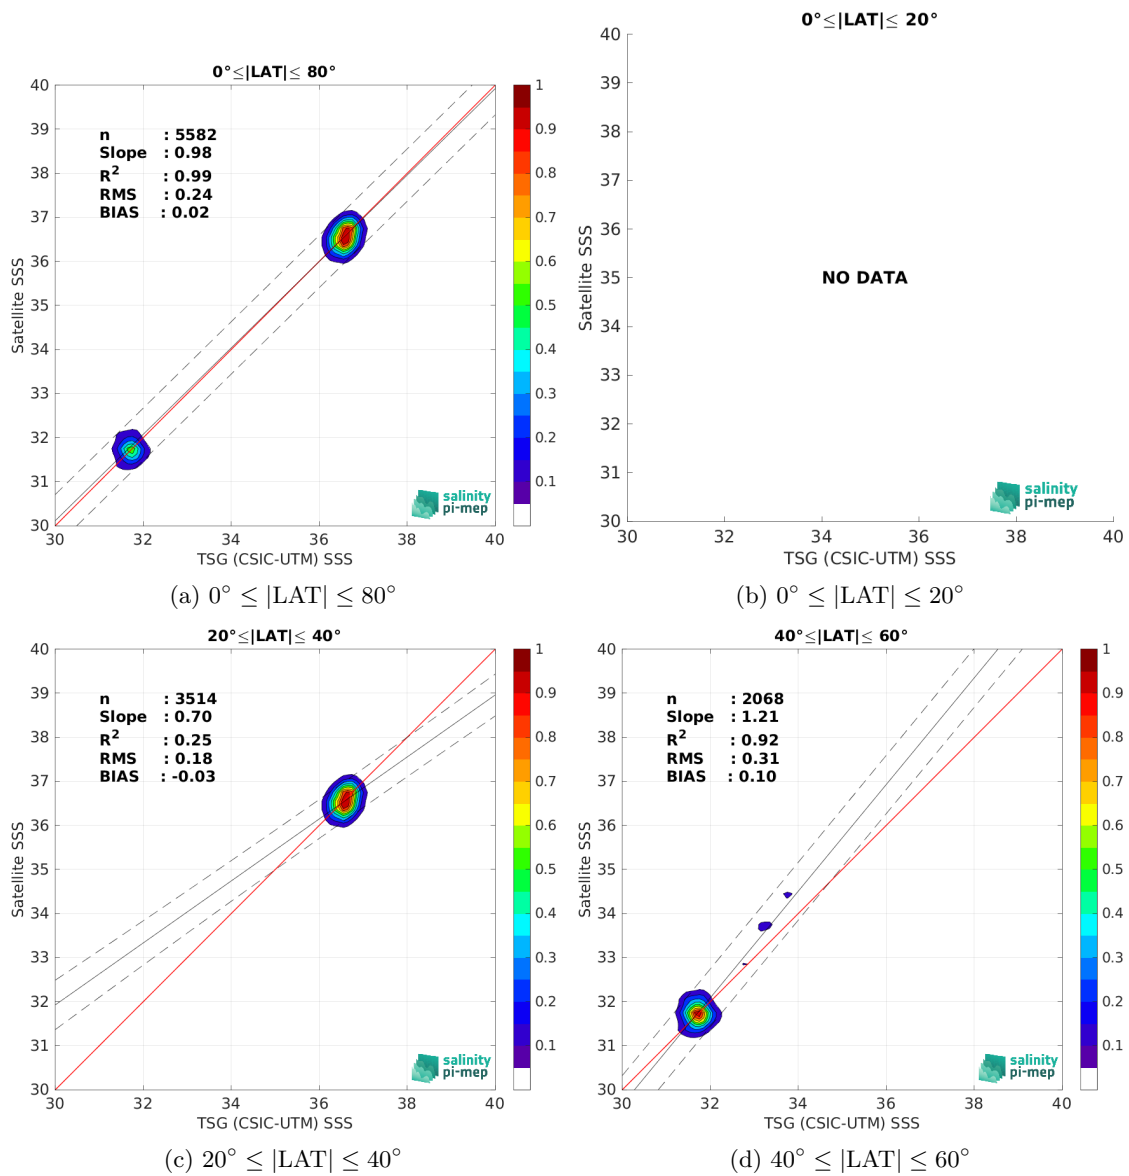 0°≤|LAT|≤ 80°
n : 5582
Slope : 0.98
R² : 0.99
RMS : 0.24
BIAS : 0.02
40
39
38
37
36
35
34
33
32
31
30
Satellite SSS
30 32 34 36 38 40
TSG (CSIC-UTM) SSS
1
0.9
0.8
0.7
0.6
0.5
0.4
0.3
0.2
0.1
salinity
pi-mep
(a) 0° ≤ |LAT| ≤ 80°
0°≤|LAT|≤ 20°
40
39
38
37
36
35
34
33
32
31
30
Satellite SSS
NO DATA
30 32 34 36 38 40
TSG (CSIC-UTM) SSS
salinity
pi-mep
(b) 0° ≤ |LAT| ≤ 20°
20°≤|LAT|≤ 40°
n : 3514
Slope : 0.70
R² : 0.25
RMS : 0.18
BIAS : -0.03
40
39
38
37
36
35
34
33
32
31
30
Satellite SSS
30 32 34 36 38 40
TSG (CSIC-UTM) SSS
1
0.9
0.8
0.7
0.6
0.5
0.4
0.3
0.2
0.1
salinity
pi-mep
(c) 20° ≤ |LAT| ≤ 40°
40°≤|LAT|≤ 60°
n : 2068
Slope : 1.21
R² : 0.92
RMS : 0.31
BIAS : 0.10
40
39
38
37
36
35
34
33
32
31
30
Satellite SSS
30 32 34 36 38 40
TSG (CSIC-UTM) SSS
1
0.9
0.8
0.7
0.6
0.5
0.4
0.3
0.2
0.1
salinity
pi-mep
(d) 40° ≤ |LAT| ≤ 60°